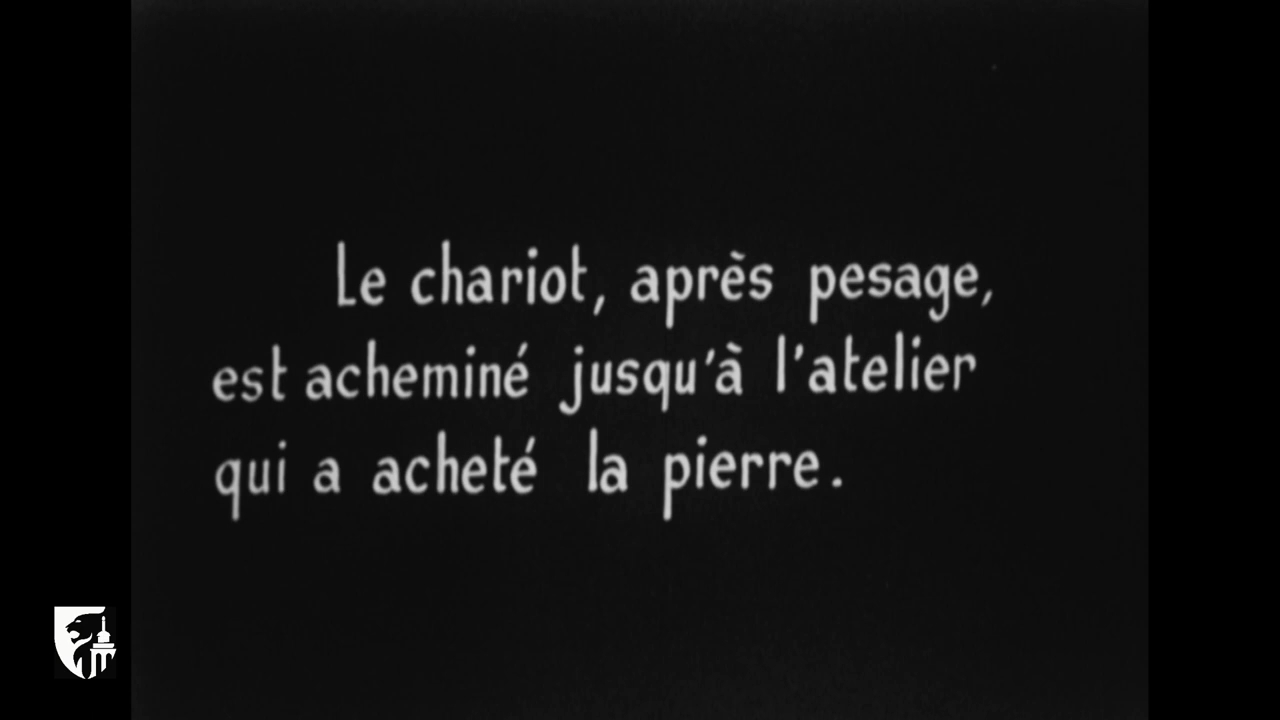 Le chariot, après pesage,
est acheminé jusqu'à l'atelier
qui a acheté la pierre.